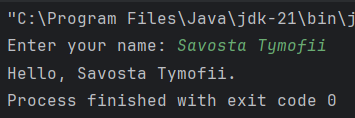 "C:\Program Files\Java\jdk-21\bin\j
Enter your name: Savosta Tymofii
Hello, Savosta Tymofii.
Process finished with exit code 0